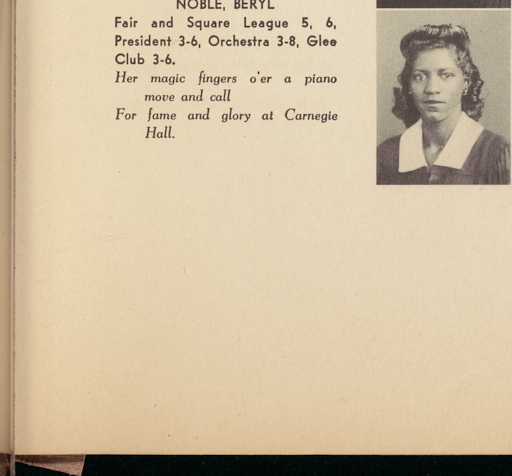 NOBLE, BERYL
Fair and Square League 5, 6,
President 3-6, Orchestra 3-8, Glee
Club 3-6.
Her magic fingers o'er a piano
move and call
For fame and glory at Carnegie
Hall.